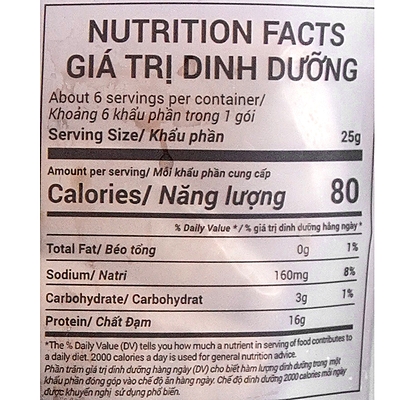 NUTRITION FACTS
GIÁ TRỊ DINH DƯỠNG
About 6 servings per container/
Khoảng 6 khẩu phần trong 1 gói
Serving Size/ Khẩu phần 25g
Amount per serving/ Mỗi khẩu phần cung cấp
Calories/ Năng lượng 80
% Daily Value */ % giá trị dinh dưỡng hằng ngày *
Total Fat/ Béo tổng 0g 1%
Sodium/ Natri 160mg 8%
Carbohydrate/ Carbohydrat 3g 1%
Protein/ Chất Đạm 16g
*The % Daily Value (DV) tells you how much a nutrient in serving of food contributes to
a daily diet. 2000 calories a day is used for general nutrition advice.
Phần trăm giá trị dinh dưỡng hàng ngày (DV) cho biết hàm lượng dinh dưỡng trong một
khẩu phần đóng góp vào chế độ ăn hàng ngày. Chế độ dinh dưỡng 2000 calories mỗi ngày
được khuyến nghị sử dụng phổ biến.